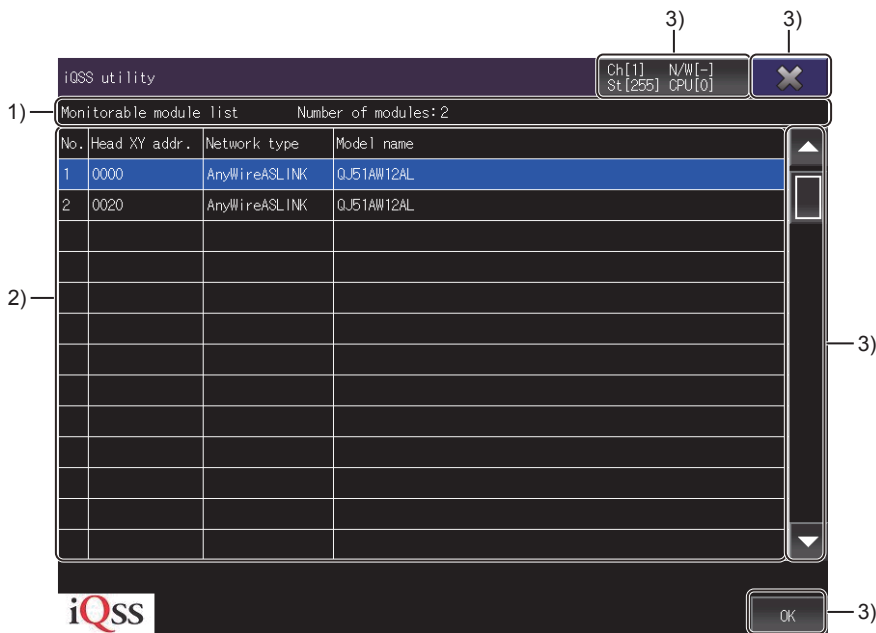 3) 3)
iQSS utility
Ch[1] N/W[-]
St[255] CPU[0]
1)
Monitorable module list Number of modules:2
No. Head XY addr. Network type Model name
1 0000 AnyWireASLINK QJ51AW12AL
2 0020 AnyWireASLINK QJ51AW12AL
2)
3)
iQSS
OK
3)